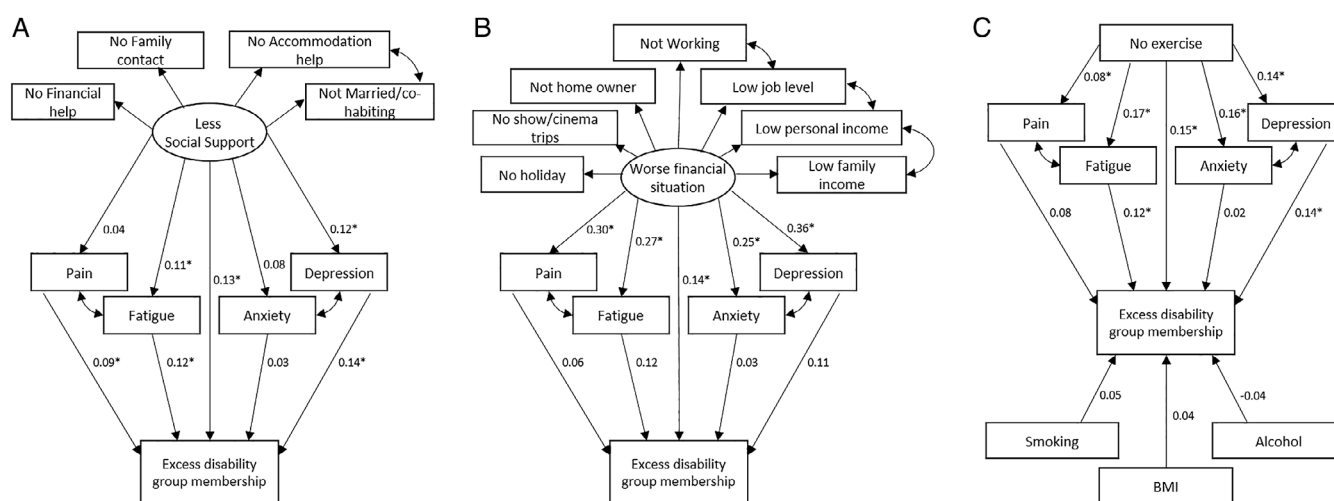 A
No Family
contact
No Accommodation
help
No Financial
help
Not Married/co-
habiting
Less
Social Support
0.04
0.11*
0.13*
0.08
0.12*
Pain
Depression
Fatigue
Anxiety
0.09*
0.12*
0.03
0.14*
Excess disability
group membership
B
Not Working
Not home owner
Low job level
No show/cinema
trips
Low personal income
No holiday
Worse financial
situation
Low family
income
0.30*
0.27*
0.14*
0.25*
0.36*
Pain
Depression
Fatigue
Anxiety
0.06
0.12
0.03
0.11
Excess disability
group membership
C
No exercise
0.08*
0.17*
0.15*
0.16*
0.14*
Pain
Depression
Fatigue
Anxiety
0.08
0.12*
0.02
0.14*
Excess disability
group membership
0.05
0.04
-0.04
Smoking
Alcohol
BMI